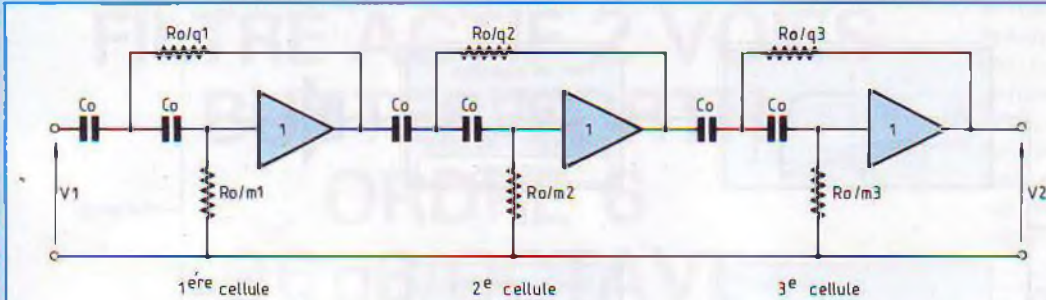 Ro/q1 Ro/q2 Ro/q3
Co Co Co Co Co Co
1 1 1
V1 Ro/m1 Ro/m2 Ro/m3 V2
1ère cellule 2e cellule 3e cellule